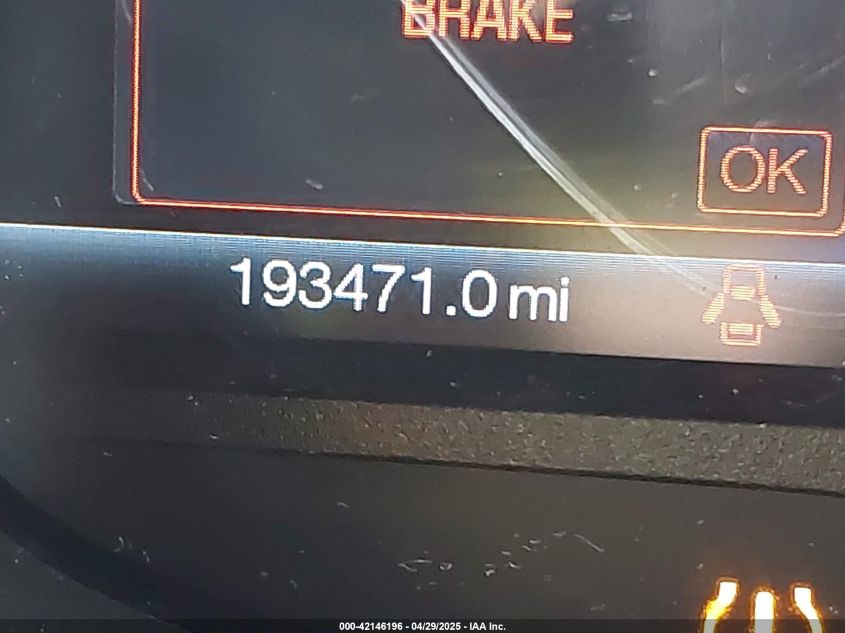 BRAKE
OK
193471.0 mi
000-42146196 - 04/29/2025 - IAA Inc.